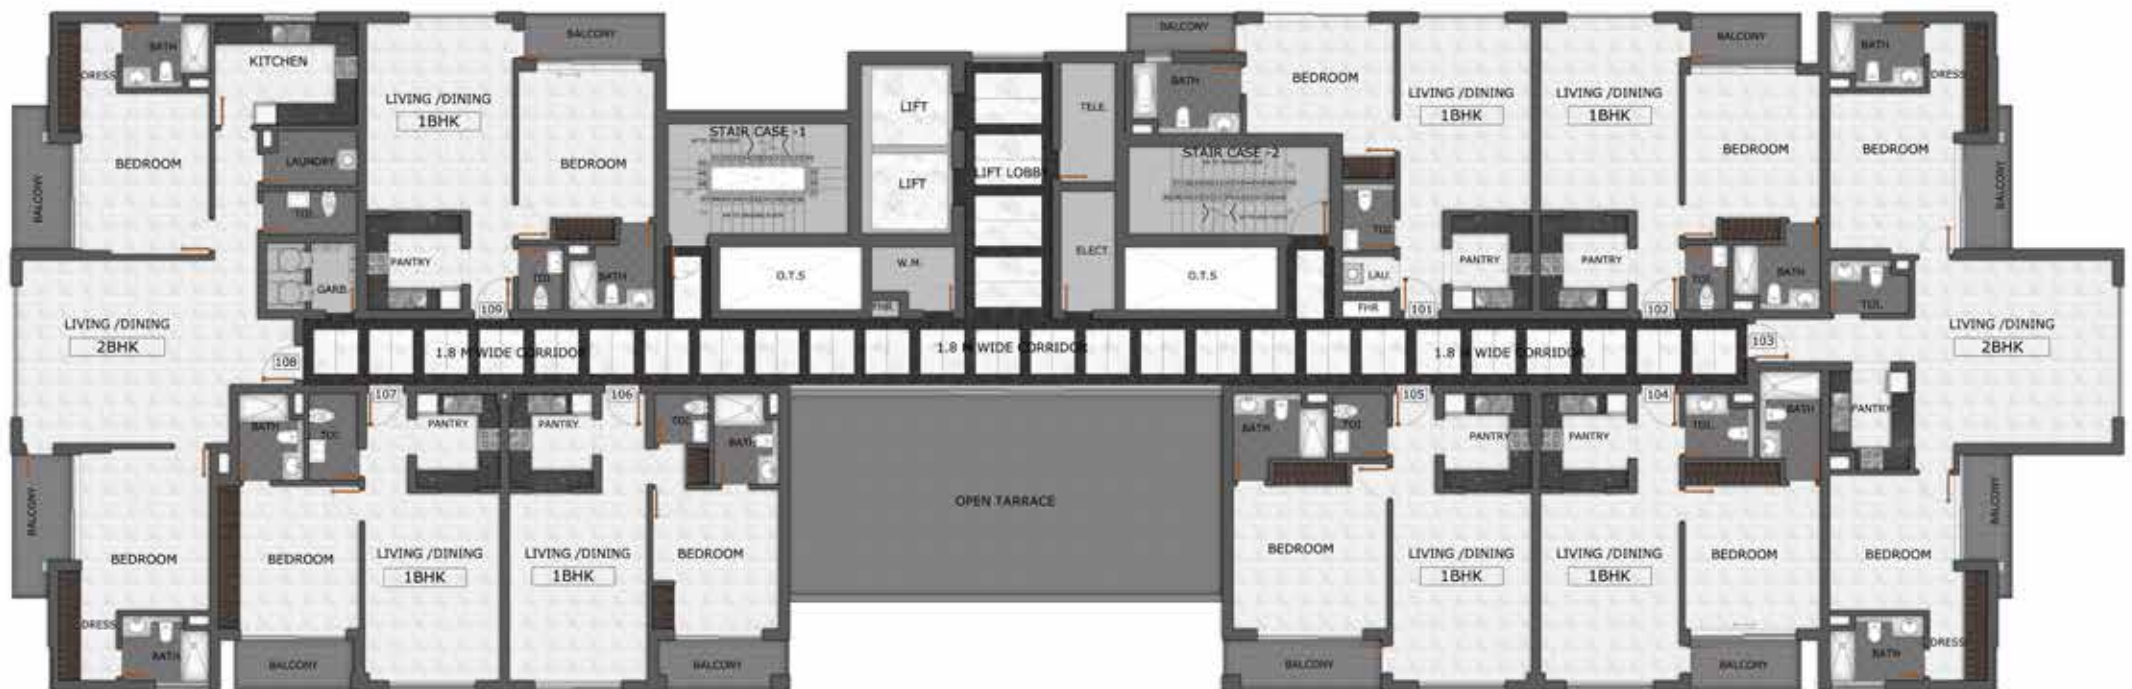 BATH
DRESS
KITCHEN
LIVING /DINING
1BHK
BALCONY
BEDROOM
LAUNDRY
TOI.
BALCONY
BEDROOM
PANTRY
GARB.
TOI.
BATH
109
LIVING /DINING
2BHK
108
STAIR CASE -1
LIFT
LIFT
LIFT LOBBY
TELE.
ELECT.
O.T.S
W.M.
FHR
BALCONY
BATH
BEDROOM
STAIR CASE -2
O.T.S
TOI.
LAU.
FHR
LIVING /DINING
1BHK
PANTRY
101
LIVING /DINING
1BHK
PANTRY
102
BALCONY
BEDROOM
TOI.
BATH
BATH
DRESS
BEDROOM
BALCONY
TOI.
LIVING /DINING
2BHK
103
1.8 M WIDE CORRIDOR
1.8 M WIDE CORRIDOR
1.8 M WIDE CORRIDOR
BATH
TOI.
107
PANTRY
PANTRY
106
TOI.
BATH
BALCONY
BEDROOM
DRESS
BATH
BEDROOM
BALCONY
LIVING /DINING
1BHK
LIVING /DINING
1BHK
BEDROOM
BALCONY
OPEN TARRACE
BATH
TOI.
105
PANTRY
PANTRY
104
TOI.
BATH
PANTRY
BEDROOM
BALCONY
LIVING /DINING
1BHK
LIVING /DINING
1BHK
BEDROOM
BALCONY
BEDROOM
BALCONY
DRESS
BATH